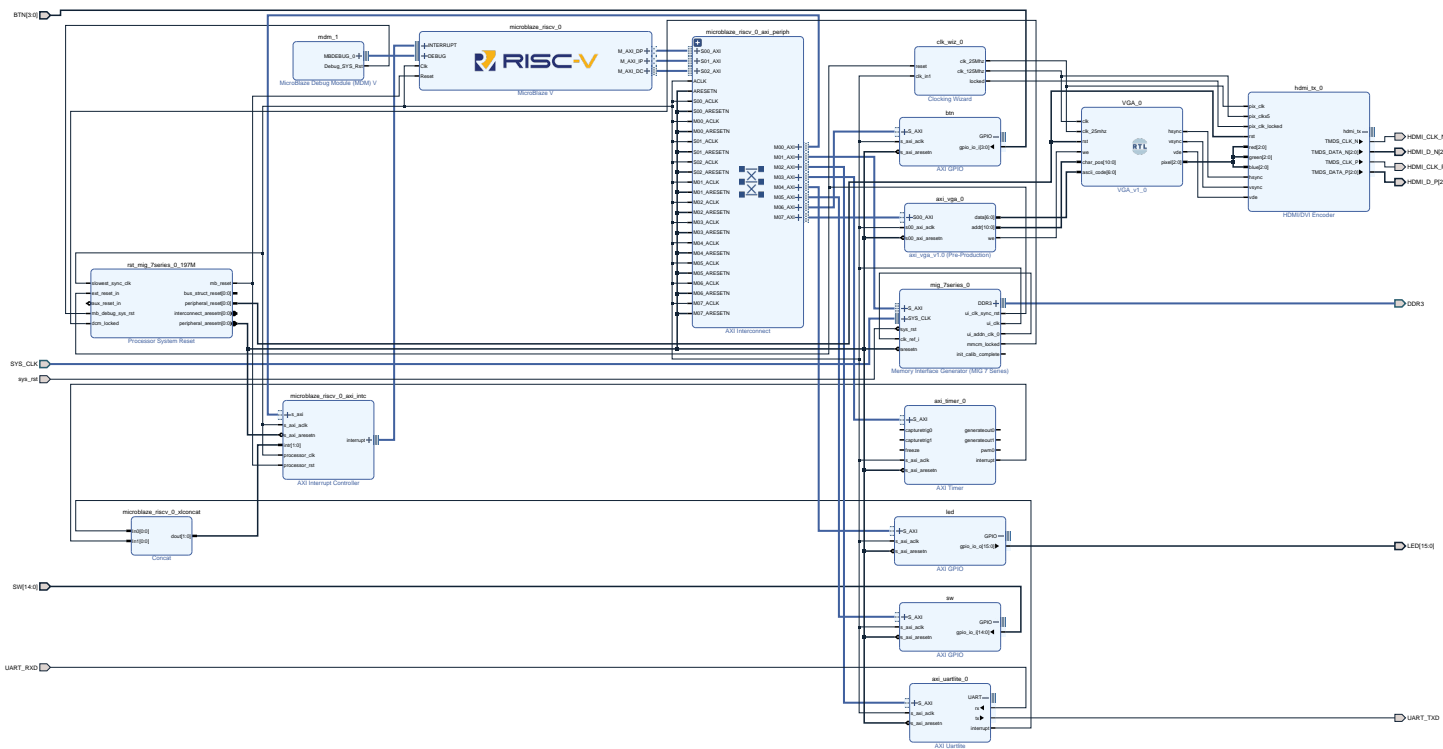 BTN[3:0]
mdm_1
MBDEBUG_0
Debug_SYS_Rst
MicroBlaze Debug Module (MDM) V
microblaze_riscv_0
INTERRUPT
DEBUG
Clk
Reset
RISC-V
M_AXI_DP
M_AXI_IP
M_AXI_DC
MicroBlaze V
microblaze_riscv_0_axi_periph
S00_AXI
S01_AXI
S02_AXI
ACLK
ARESETN
S00_ACLK
S00_ARESETN
M00_ACLK
M00_ARESETN
S01_ACLK
S01_ARESETN
S02_ACLK
S02_ARESETN
M01_ACLK
M01_ARESETN
M02_ACLK
M02_ARESETN
M03_ACLK
M03_ARESETN
M04_ACLK
M04_ARESETN
M05_ACLK
M05_ARESETN
M06_ACLK
M06_ARESETN
M07_ACLK
M07_ARESETN
M00_AXI
M01_AXI
M02_AXI
M03_AXI
M04_AXI
M05_AXI
M06_AXI
M07_AXI
AXI Interconnect
clk_wiz_0
reset
clk_in1
clk_25Mhz
clk_125Mhz
locked
Clocking Wizard
btn
S_AXI
s_axi_aclk
s_axi_aresetn
GPIO
gpio_io_i[3:0]
AXI GPIO
VGA_0
clk
clk_25mhz
rst
we
char_pos[10:0]
ascii_code[6:0]
RTL
hsync
vsync
vde
pixel[2:0]
VGA_v1_0
hdmi_tx_0
pix_clk
pix_clkx5
pix_clk_locked
rst
red[2:0]
green[2:0]
blue[2:0]
hsync
vsync
vde
hdmi_tx
TMDS_CLK_N
TMDS_DATA_N[2:0]
TMDS_CLK_P
TMDS_DATA_P[2:0]
HDMI/DVI Encoder
HDMI_CLK_
HDMI_D_N[2
HDMI_CLK_
HDMI_D_P[2
axi_vga_0
S00_AXI
s00_axi_aclk
s00_axi_aresetn
data[6:0]
addr[10:0]
we
axi_vga_v1.0 (Pre-Production)
rst_mig_7series_0_197M
slowest_sync_clk
ext_reset_in
aux_reset_in
mb_debug_sys_rst
dcm_locked
mb_reset
bus_struct_reset[0:0]
peripheral_reset[0:0]
interconnect_aresetn[0:0]
peripheral_aresetn[0:0]
Processor System Reset
mig_7series_0
S_AXI
SYS_CLK
sys_rst
clk_ref_i
aresetn
DDR3
ui_clk_sync_rst
ui_clk
ui_addn_clk_0
mmcm_locked
init_calib_complete
Memory Interface Generator (MIG 7 Series)
DDR3
SYS_CLK
sys_rst
microblaze_riscv_0_axi_intc
s_axi
s_axi_aclk
s_axi_aresetn
intr[1:0]
processor_clk
processor_rst
interrupt
AXI Interrupt Controller
axi_timer_0
S_AXI
capturetrig0
capturetrig1
freeze
s_axi_aclk
s_axi_aresetn
generateout0
generateout1
pwm0
interrupt
AXI Timer
microblaze_riscv_0_xlconcat
In0[0:0]
In1[0:0]
dout[1:0]
Concat
led
S_AXI
s_axi_aclk
s_axi_aresetn
GPIO
gpio_io_o[15:0]
AXI GPIO
LED[15:0]
SW[14:0]
sw
S_AXI
s_axi_aclk
s_axi_aresetn
GPIO
gpio_io_i[14:0]
AXI GPIO
UART_RXD
axi_uartlite_0
S_AXI
s_axi_aclk
s_axi_aresetn
UART
rx
tx
interrupt
AXI Uartlite
UART_TXD